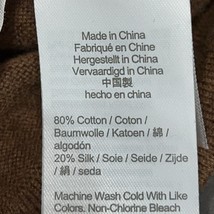 Made in China
Fabriqué en Chine
Hergestellt in China
Vervaardigd in China
中国製
hecho en chino
80% Cotton / Coton /
Baumwolle / Katoen / 綿 /
algodón
20% Silk / Soie / Seide / Zijde
/ 絹 / seda
Machine Wash Cold With Like
Colors, Non-Chlorine Bleach